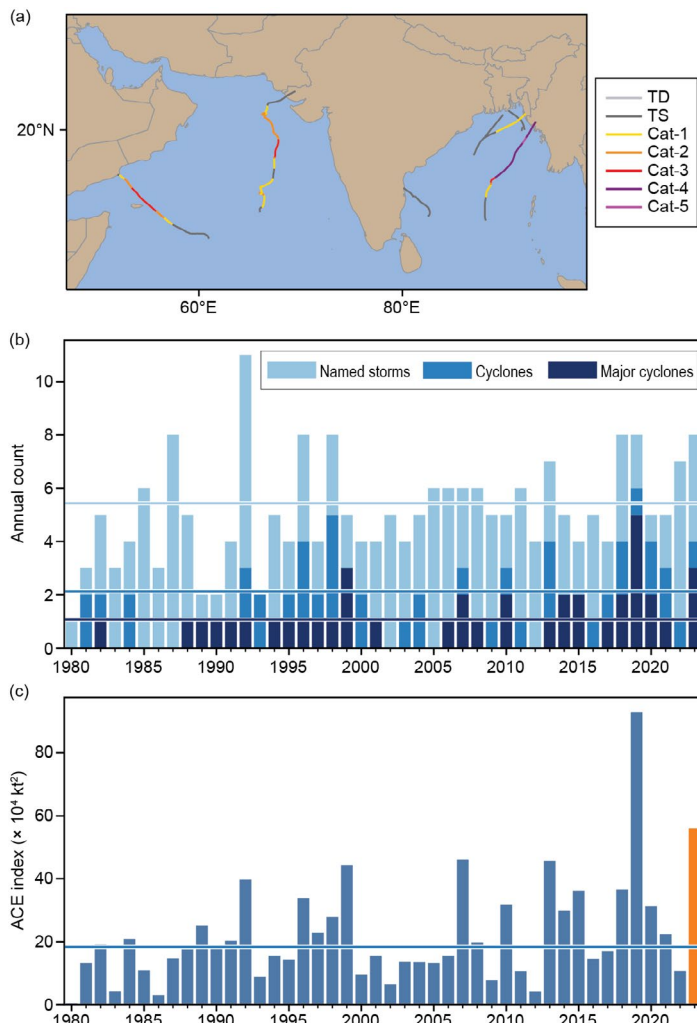 (a)
20°N
60°E
80°E
TD
TS
Cat-1
Cat-2
Cat-3
Cat-4
Cat-5
(b)
Named storms
Cyclones
Major cyclones
Annual count
10
8
6
4
2
0
1980
1985
1990
1995
2000
2005
2010
2015
2020
(c)
ACE index (× 10⁴ kt²)
80
60
40
20
0
1980
1985
1990
1995
2000
2005
2010
2015
2020